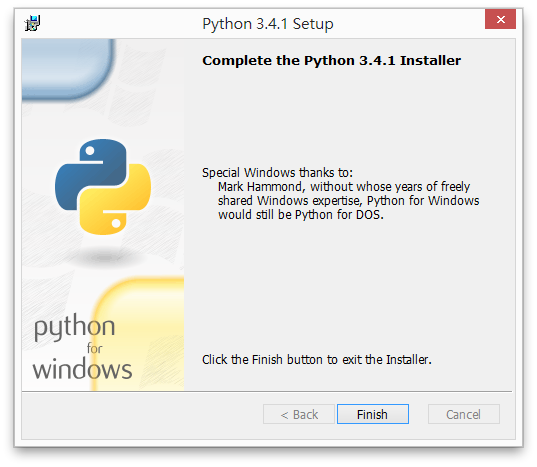 Python 3.4.1 Setup
Complete the Python 3.4.1 Installer
Special Windows thanks to:
Mark Hammond, without whose years of freely
shared Windows expertise, Python for Windows
would still be Python for DOS.
python
for
windows
Click the Finish button to exit the Installer.
< Back
Finish
Cancel